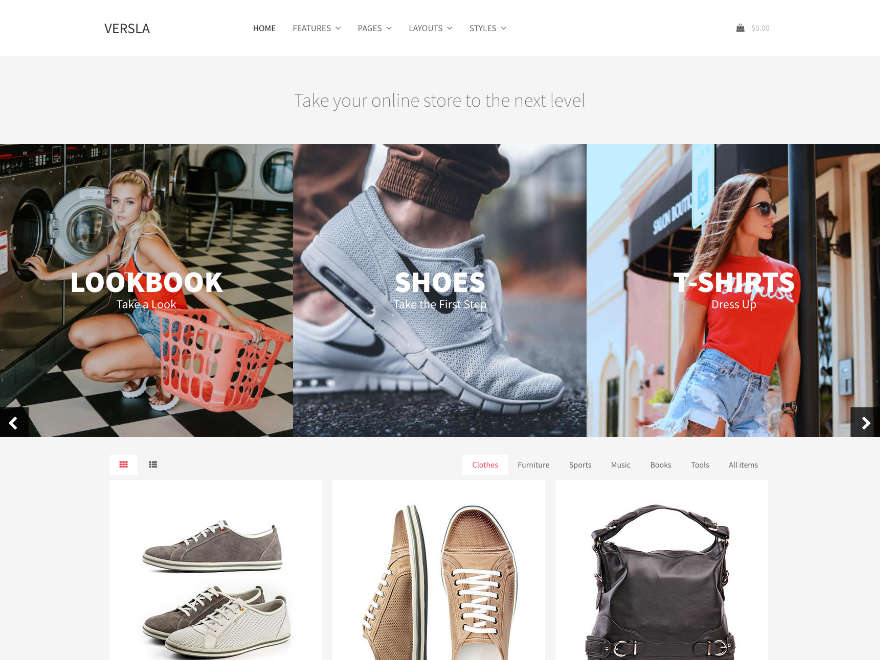 VERSLA
HOME FEATURES PAGES LAYOUTS STYLES
$0.00
Take your online store to the next level
LOOKBOOK
Take a Look
SHOES
Take the First Step
T-SHIRTS
Dress Up
Clothes Furniture Sports Music Books Tools All items